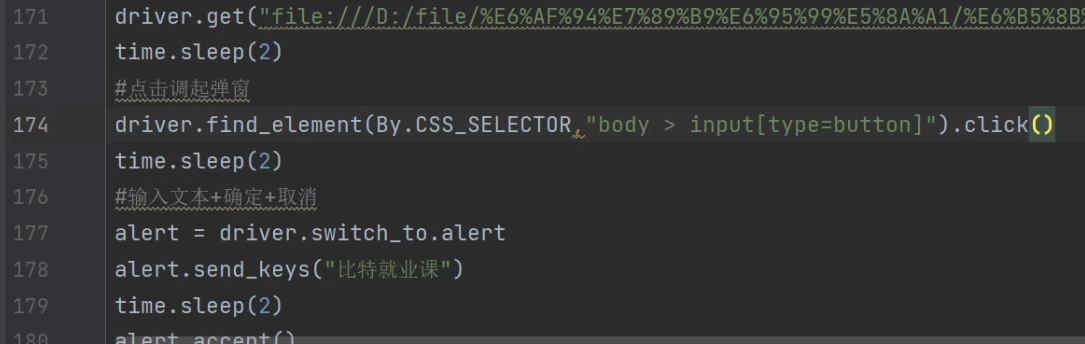 171 driver.get("file:///D:/file/%E6%AF%94%E7%89%B9%E6%95%99%E5%8A%A1/%E6%B5%8B%
172 time.sleep(2)
173 #点击调起弹窗
174 driver.find_element(By.CSS_SELECTOR,"body > input[type=button]").click()
175 time.sleep(2)
176 #输入文本+确定+取消
177 alert = driver.switch_to.alert
178 alert.send_keys("比特就业课")
179 time.sleep(2)
180 alert.accept()